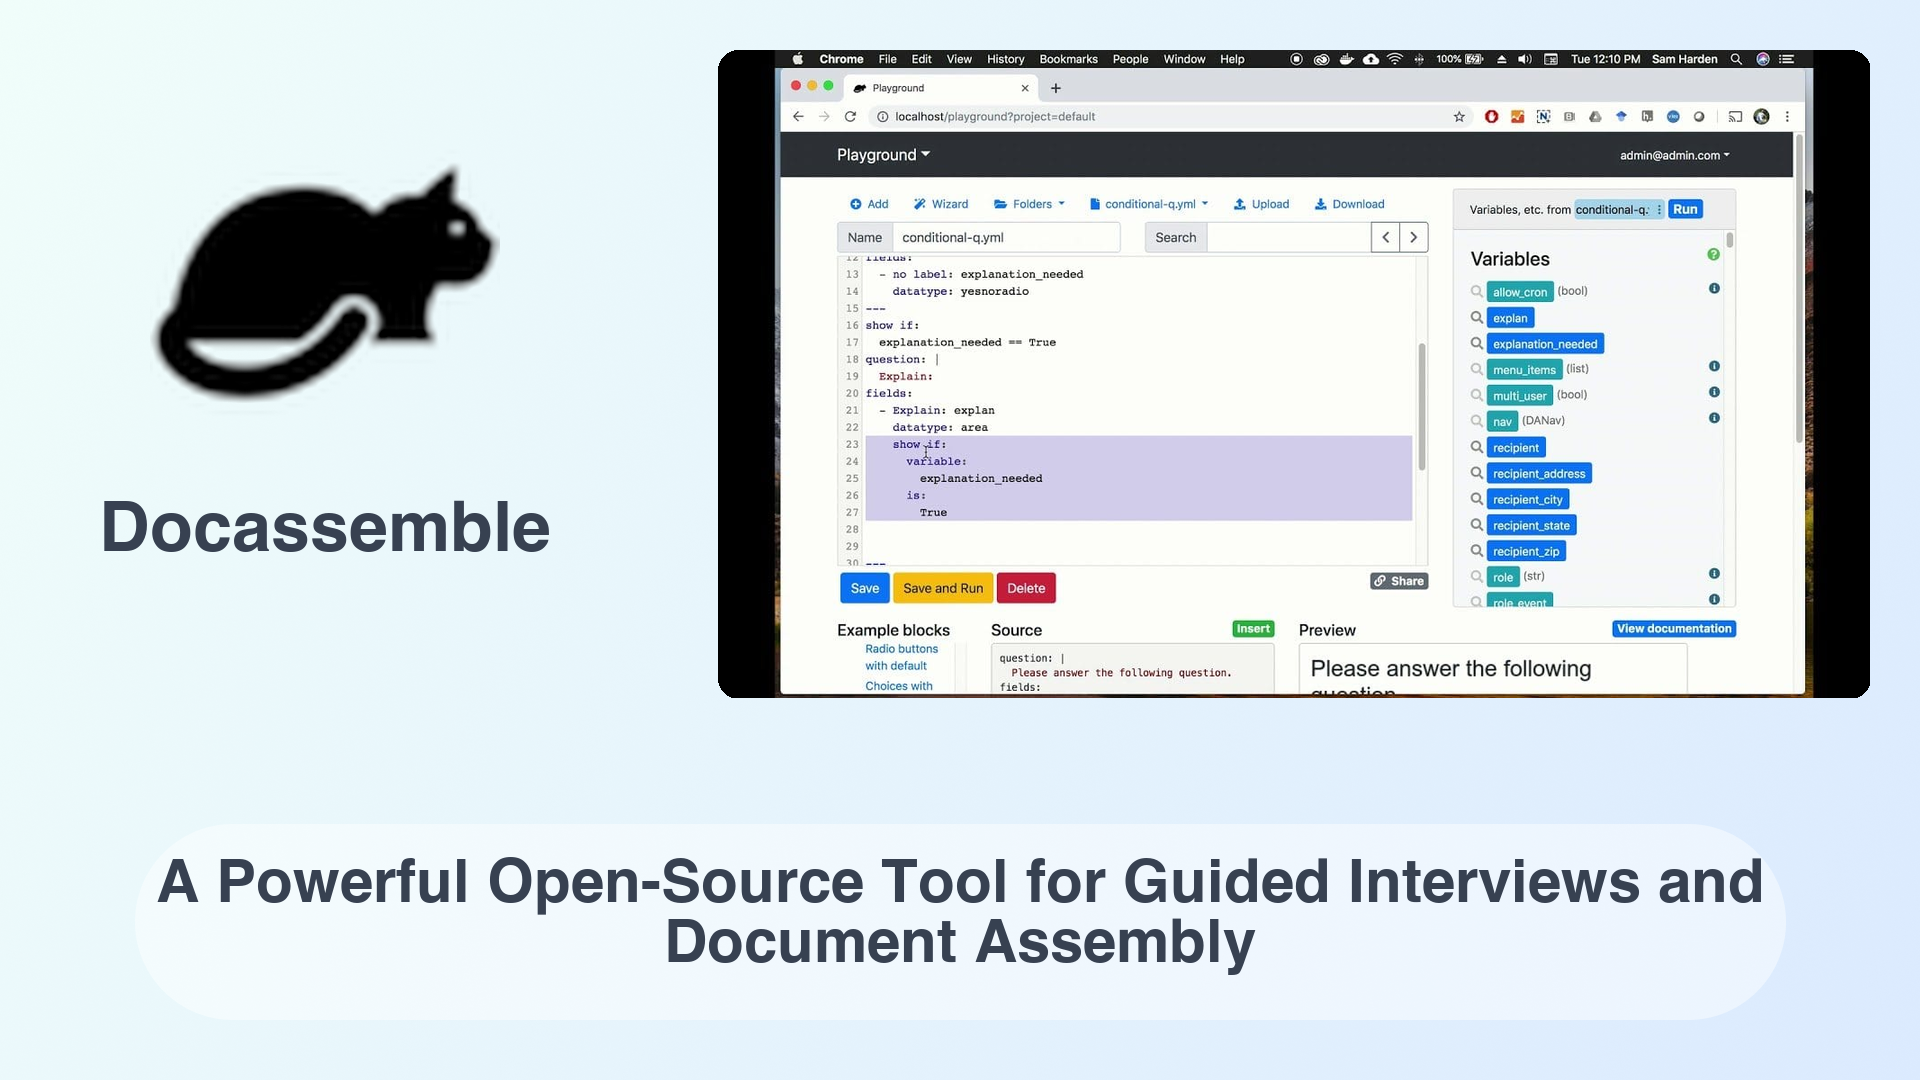 Docassemble
Chrome File Edit View History Bookmarks People Window Help 100% Tue 12:10 PM Sam Harden
Playground
localhost/playground?project=default
Playground admin@admin.com
Add Wizard Folders conditional-q.yml Upload Download
Name conditional-q.yml Search
12 fields:
13 - no label: explanation_needed
14 datatype: yesnoradio
15 ---
16 show if:
17 explanation_needed == True
18 question: |
19 Explain:
20 fields:
21 - Explain: explan
22 datatype: area
23 show if:
24 variable:
25 explanation_needed
26 is:
27 True
28
29
30 ---
Save Save and Run Delete Share
Variables, etc. from conditional-q. Run
Variables
allow_cron (bool)
explan
explanation_needed
menu_items (list)
multi_user (bool)
nav (DANav)
recipient
recipient_address
recipient_city
recipient_state
recipient_zip
role (str)
role_event
Example blocks
Radio buttons
with default
Choices with
Source Insert
question: |
Please answer the following question.
fields:
Preview View documentation
Please answer the following
question
A Powerful Open-Source Tool for Guided Interviews and
Document Assembly